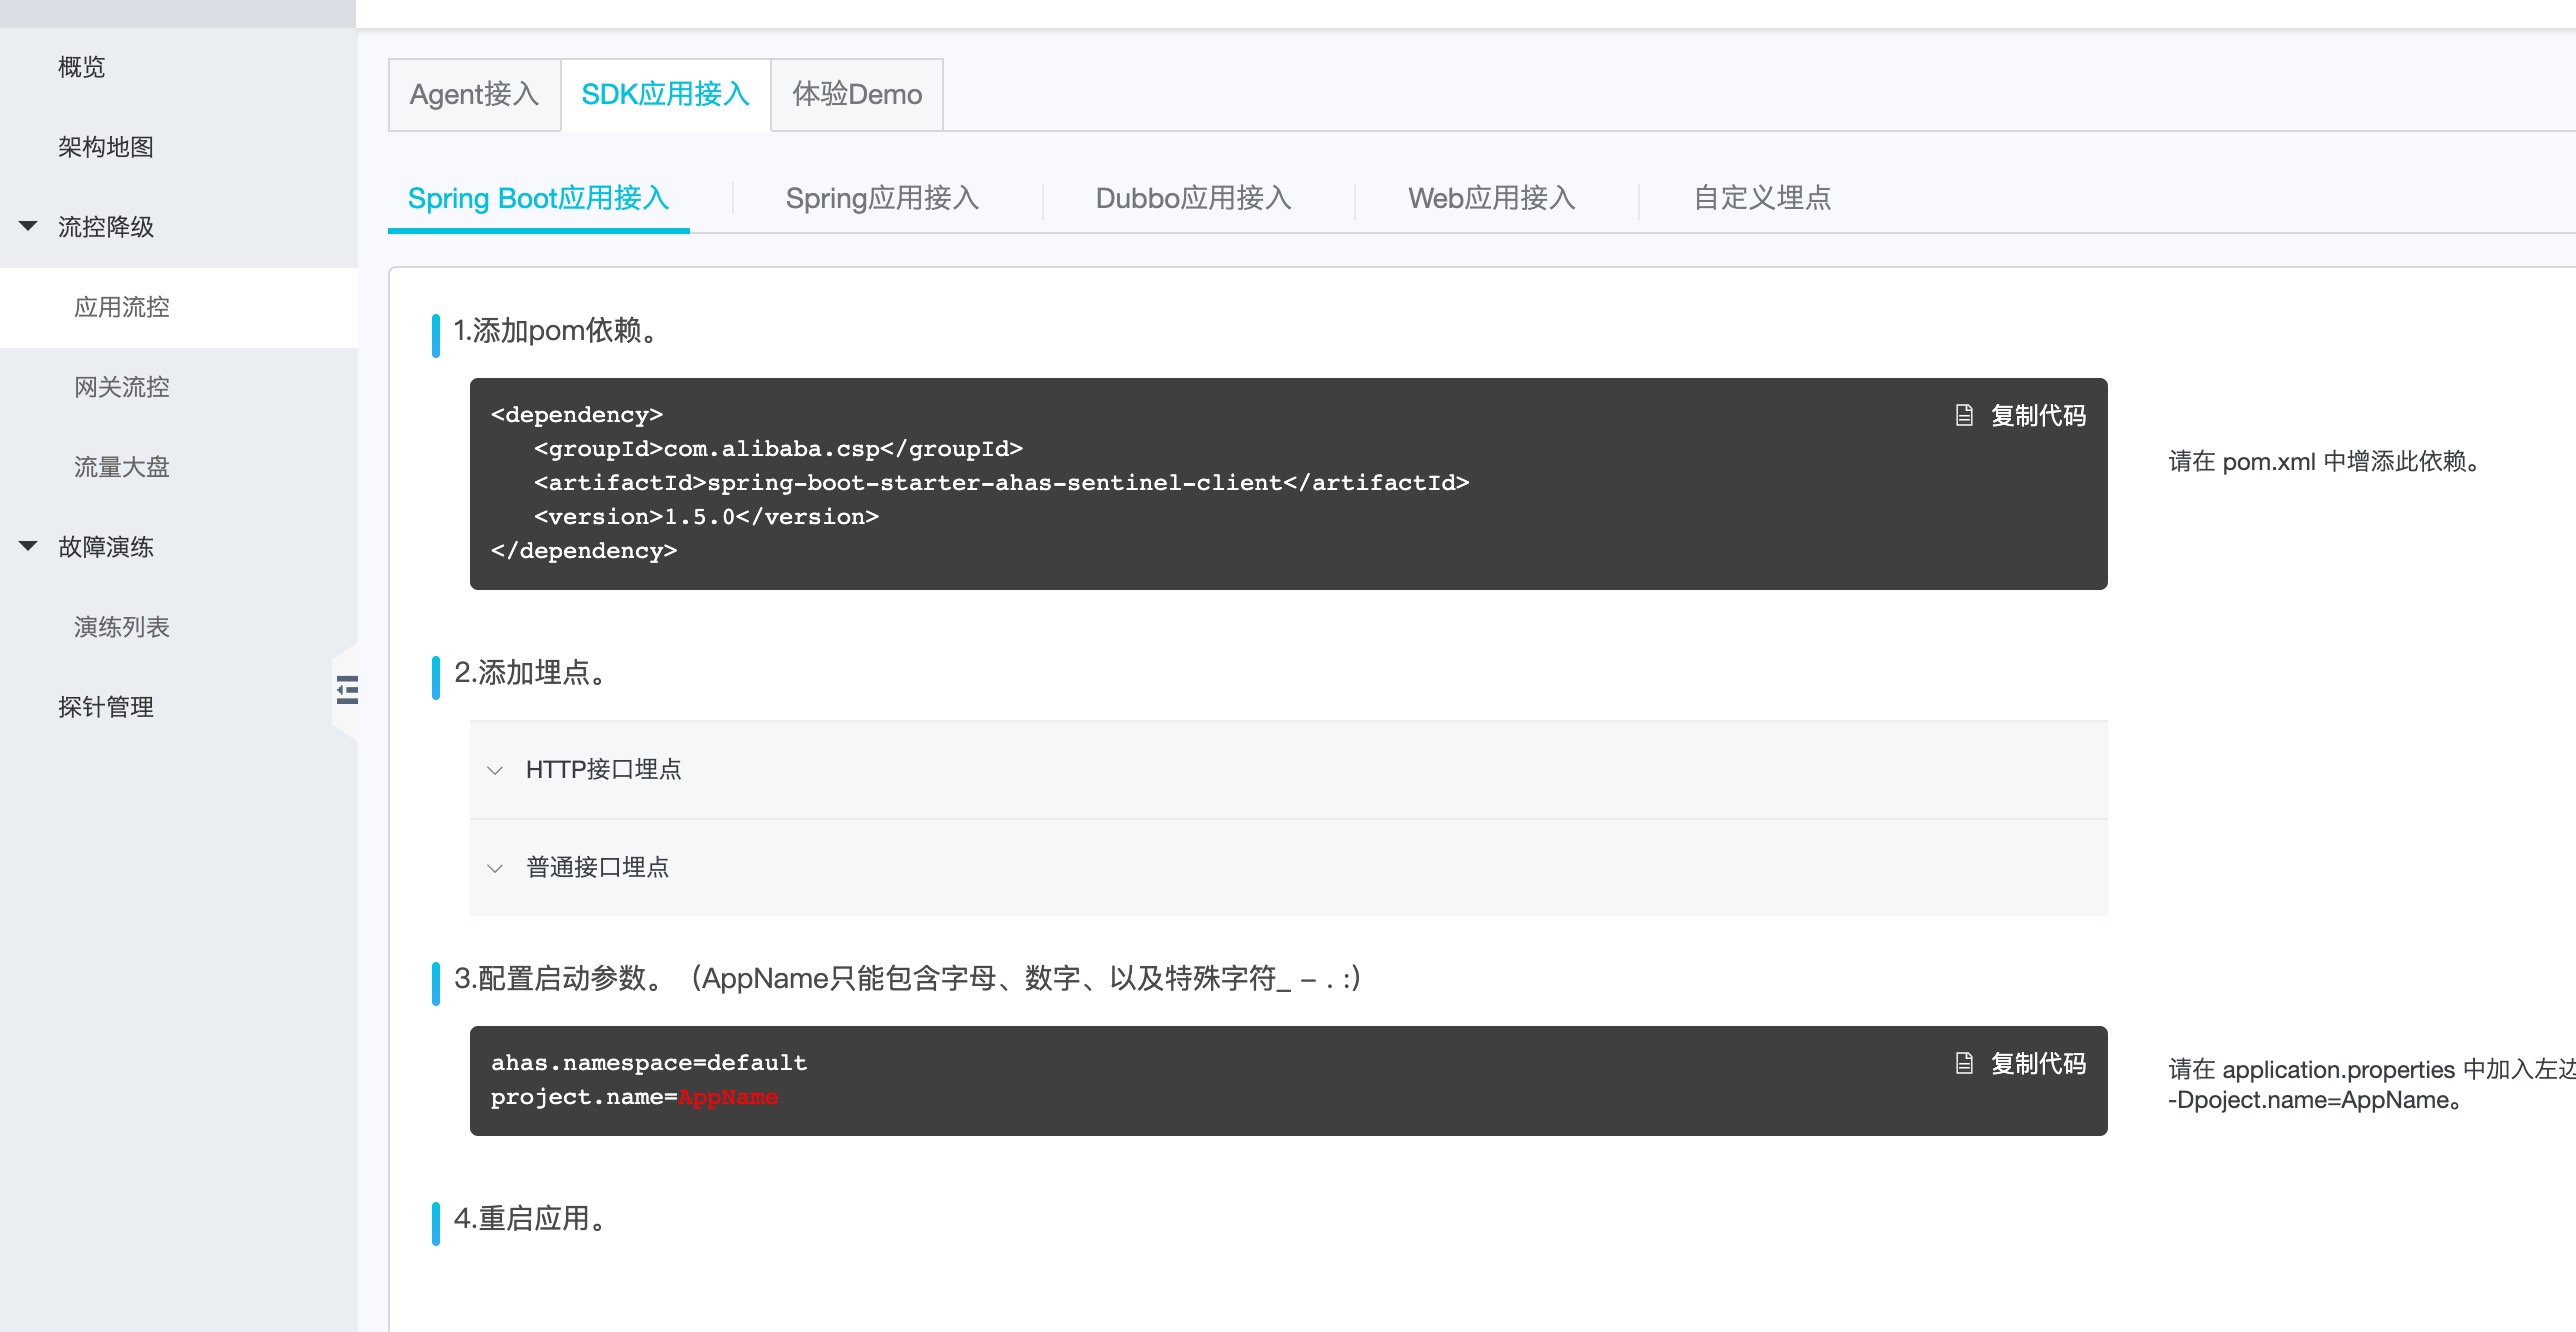 概览
架构地图
流控降级
应用流控
网关流控
流量大盘
故障演练
演练列表
探针管理
Agent接入
SDK应用接入
体验Demo
Spring Boot应用接入
Spring应用接入
Dubbo应用接入
Web应用接入
自定义埋点
1.添加pom依赖。
<dependency>
<groupId>com.alibaba.csp</groupId>
<artifactId>spring-boot-starter-ahas-sentinel-client</artifactId>
<version>1.5.0</version>
</dependency>
复制代码
请在 pom.xml 中增添此依赖。
2.添加埋点。
HTTP接口埋点
普通接口埋点
3.配置启动参数。（AppName只能包含字母、数字、以及特殊字符_ – . :）
ahas.namespace=default
project.name=AppName
复制代码
请在 application.properties 中加入左边
-Dpoject.name=AppName。
4.重启应用。